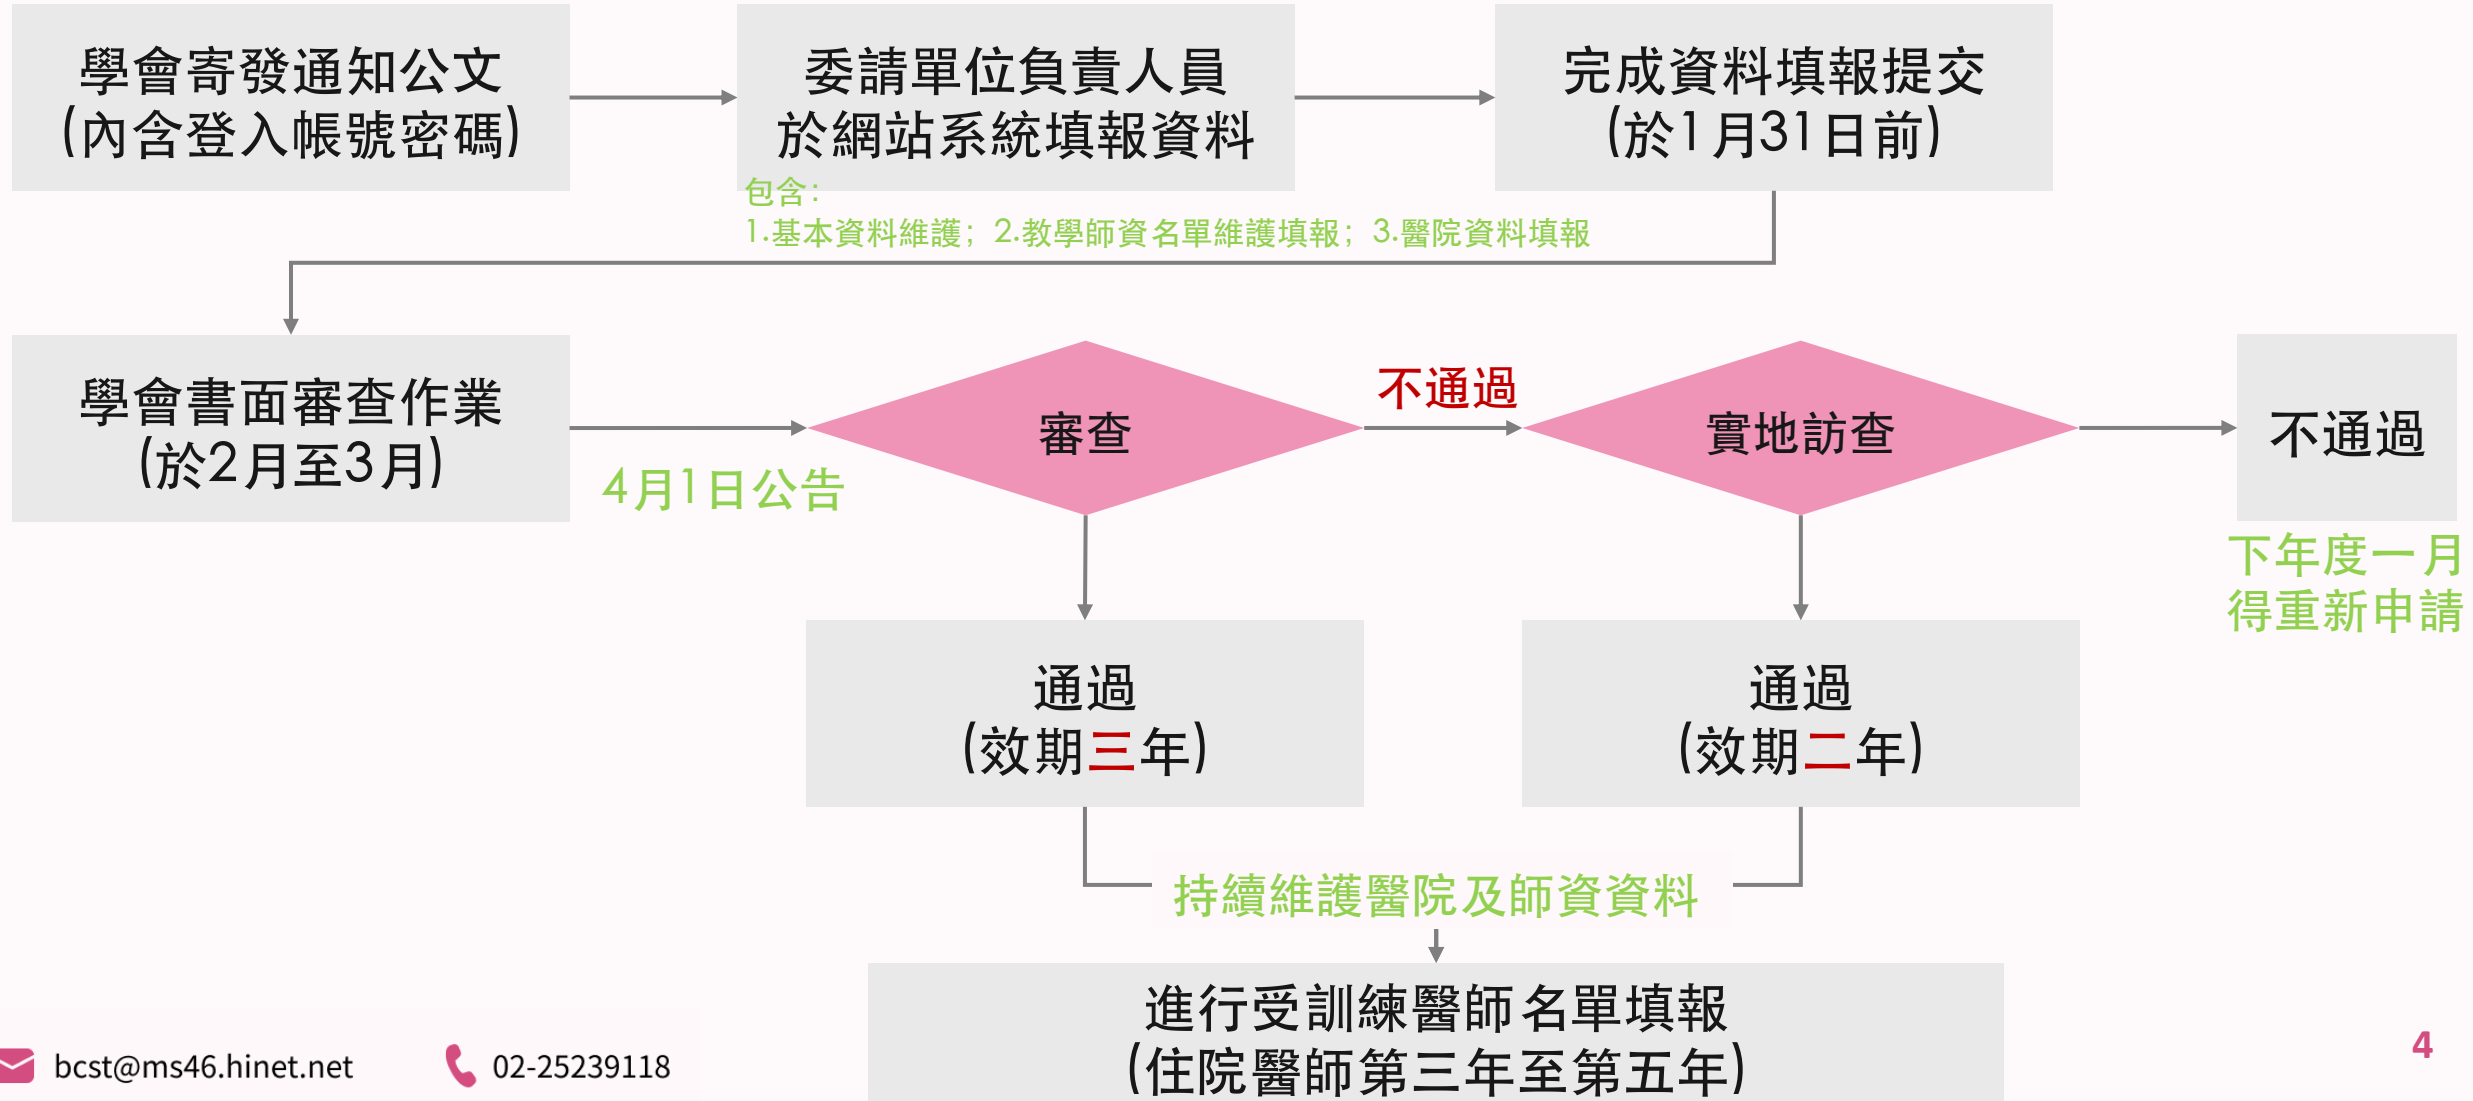 學會寄發通知公文
(內含登入帳號密碼)
委請單位負責人員
於網站系統填報資料
完成資料填報提交
(於1月31日前)
包含：
1.基本資料維護；2.教學師資名單維護填報；3.醫院資料填報
學會書面審查作業
(於2月至3月)
4月1日公告
審查
不通過
實地訪查
不通過
下年度一月
得重新申請
通過
(效期三年)
通過
(效期二年)
持續維護醫院及師資資料
進行受訓練醫師名單填報
(住院醫師第三年至第五年)
bcst@ms46.hinet.net
02-25239118
4